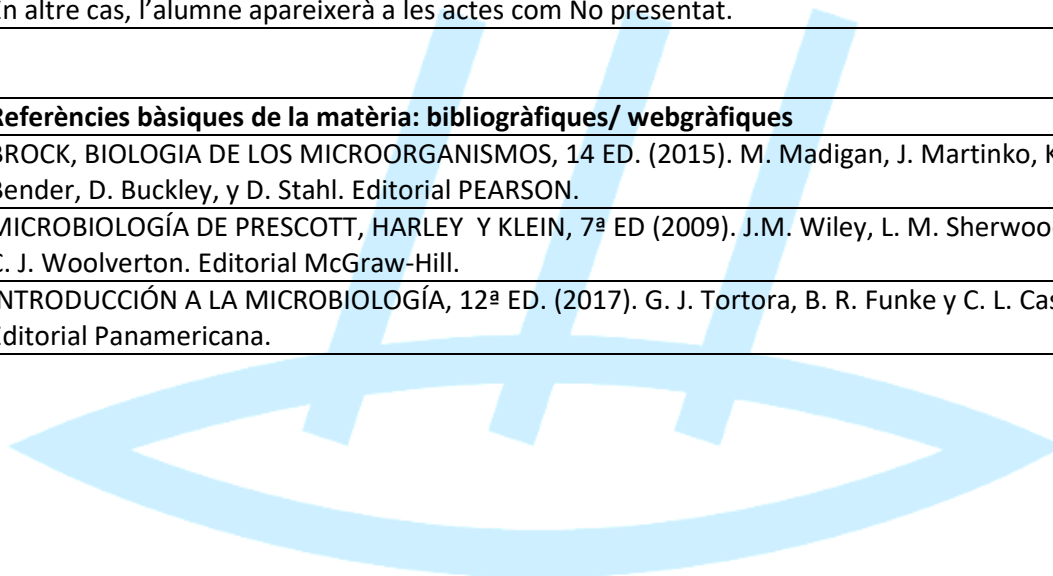 En altre cas, l'alumne apareixerà a les actes com No presentat.
Referències bàsiques de la matèria: bibliogràfiques/ webgràfiques
BROCK, BIOLOGIA DE LOS MICROORGANISMOS, 14 ED. (2015). M. Madigan, J. Martinko, K
Bender, D. Buckley, y D. Stahl. Editorial PEARSON.
MICROBIOLOGÍA DE PRESCOTT, HARLEY Y KLEIN, 7ª ED (2009). J.M. Wiley, L. M. Sherwoo
C. J. Woolverton. Editorial McGraw-Hill.
INTRODUCCIÓN A LA MICROBIOLOGÍA, 12ª ED. (2017). G. J. Tortora, B. R. Funke y C. L. Cas
Editorial Panamericana.